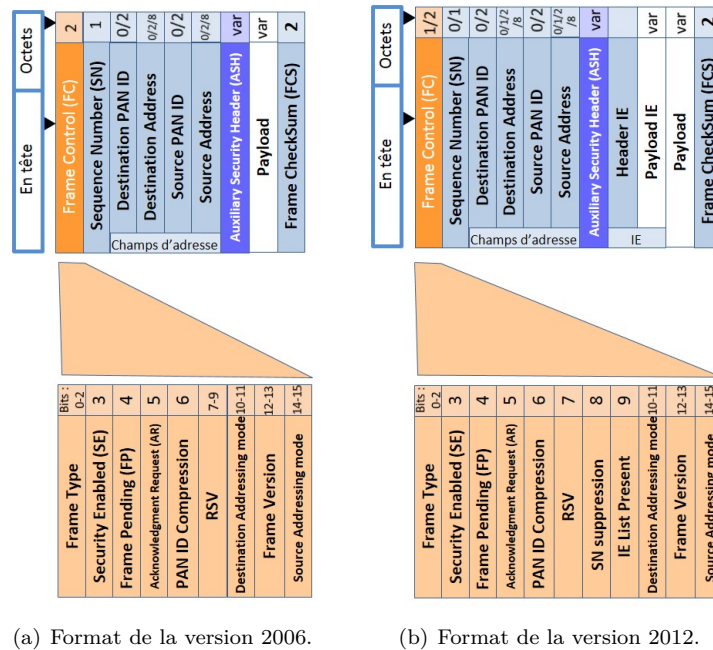 En tête Octets
Frame Control (FC) 2
Sequence Number (SN) 1
Champs d'adresse
Destination PAN ID 0/2
Destination Address 0/2/8
Source PAN ID 0/2
Source Address 0/2/8
Auxiliary Security Header (ASH) var
Payload var
Frame CheckSum (FCS) 2
Bits :
Frame Type 0-2
Security Enabled (SE) 3
Frame Pending (FP) 4
Acknowledgment Request (AR) 5
PAN ID Compression 6
RSV 7-9
Destination Addressing mode 10-11
Frame Version 12-13
Source Addressing mode 14-15
(a) Format de la version 2006.
En tête Octets
Frame Control (FC) 1/2
Sequence Number (SN) 0/1
Champs d'adresse
Destination PAN ID 0/2
Destination Address 0/1/2/8
Source PAN ID 0/2
Source Address 0/1/2/8
Auxiliary Security Header (ASH) var
IE
Header IE
Payload IE var
Payload var
Frame CheckSum (FCS) 2
Bits :
Frame Type 0-2
Security Enabled (SE) 3
Frame Pending (FP) 4
Acknowledgment Request (AR) 5
PAN ID Compression 6
RSV 7
SN suppression 8
IE List Present 9
Destination Addressing mode 10-11
Frame Version 12-13
Source Addressing mode 14-15
(b) Format de la version 2012.